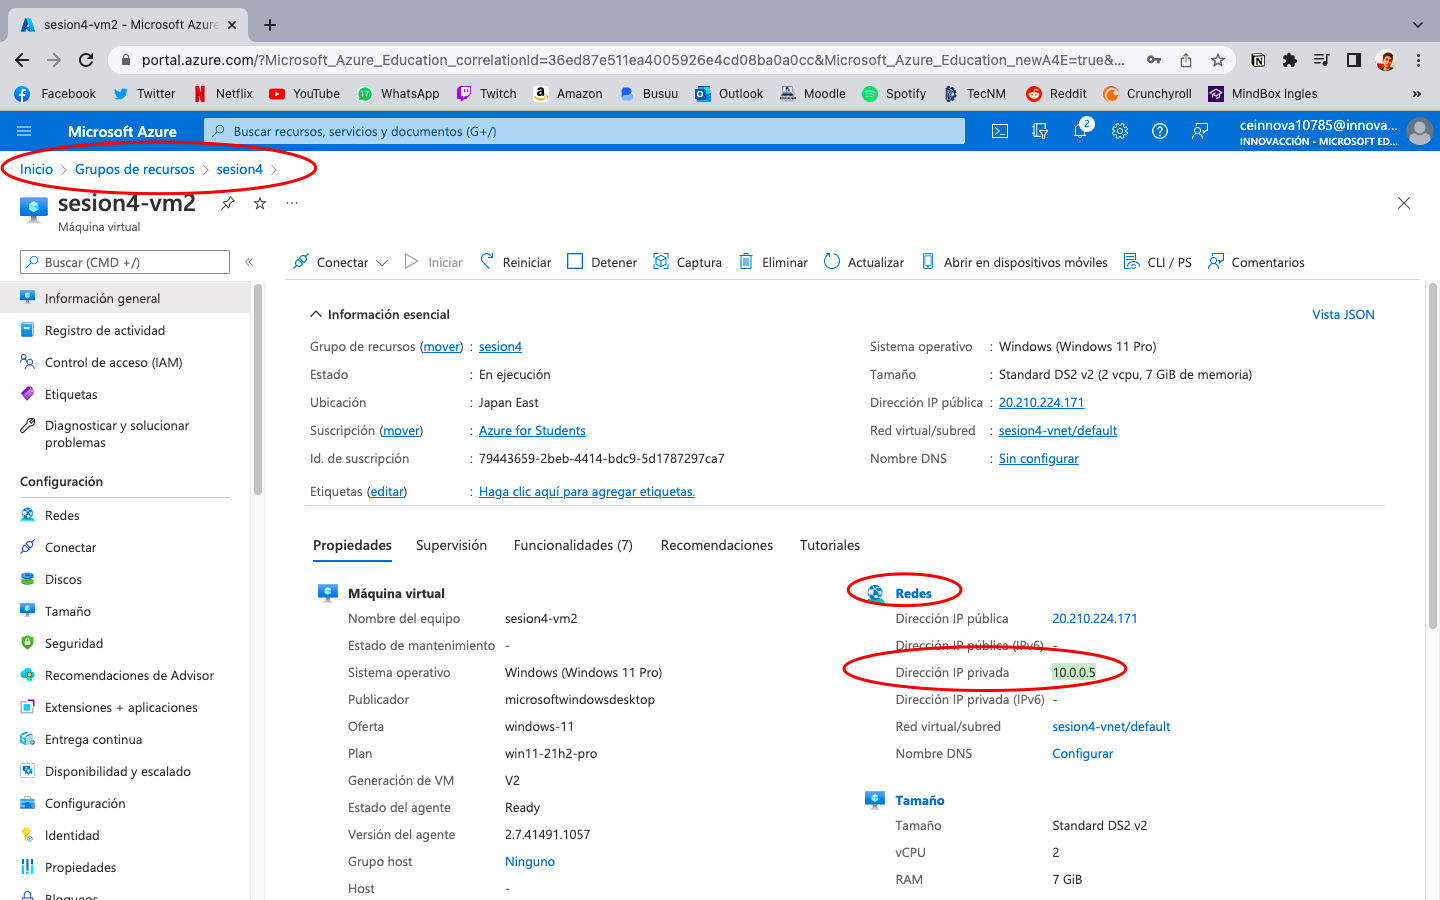 sesion4-vm2 - Microsoft Azure
portal.azure.com/?Microsoft_Azure_Education_correlationId=36ed87e511ea4005926e4cd08ba0a0cc&Microsoft_Azure_Education_newA4E=true&...
Facebook Twitter Netflix YouTube WhatsApp Twitch Amazon Busuu Outlook Moodle Spotify TecNM Reddit Crunchyroll MindBox Ingles »
Microsoft Azure
Buscar recursos, servicios y documentos (G+/)
2
ceinnova10785@innova...
INNOVACCIÓN - MICROSOFT ED...
Inicio > Grupos de recursos > sesion4 >
sesion4-vm2 ...
Máquina virtual
Buscar (CMD +/) «
Conectar Iniciar Reiniciar Detener Captura Eliminar Actualizar Abrir en dispositivos móviles CLI / PS Comentarios
Información general
Registro de actividad
Control de acceso (IAM)
Etiquetas
Diagnosticar y solucionar
problemas
Configuración
Redes
Conectar
Discos
Tamaño
Seguridad
Recomendaciones de Advisor
Extensiones + aplicaciones
Entrega continua
Disponibilidad y escalado
Configuración
Identidad
Propiedades
Bloqueos
Información esencial
Vista JSON
Grupo de recursos (mover) : sesion4
Estado : En ejecución
Ubicación : Japan East
Suscripción (mover) : Azure for Students
Id. de suscripción : 79443659-2beb-4414-bdc9-5d1787297ca7
Etiquetas (editar) : Haga clic aquí para agregar etiquetas.
Sistema operativo : Windows (Windows 11 Pro)
Tamaño : Standard DS2 v2 (2 vcpu, 7 GiB de memoria)
Dirección IP pública : 20.210.224.171
Red virtual/subred : sesion4-vnet/default
Nombre DNS : Sin configurar
Propiedades Supervisión Funcionalidades (7) Recomendaciones Tutoriales
Máquina virtual
Nombre del equipo sesion4-vm2
Estado de mantenimiento -
Sistema operativo Windows (Windows 11 Pro)
Publicador microsoftwindowsdesktop
Oferta windows-11
Plan win11-21h2-pro
Generación de VM V2
Estado del agente Ready
Versión del agente 2.7.41491.1057
Grupo host Ninguno
Host -
Redes
Dirección IP pública 20.210.224.171
Dirección IP pública (IPv6) -
Dirección IP privada 10.0.0.5
Dirección IP privada (IPv6) -
Red virtual/subred sesion4-vnet/default
Nombre DNS Configurar
Tamaño
Tamaño Standard DS2 v2
vCPU 2
RAM 7 GiB